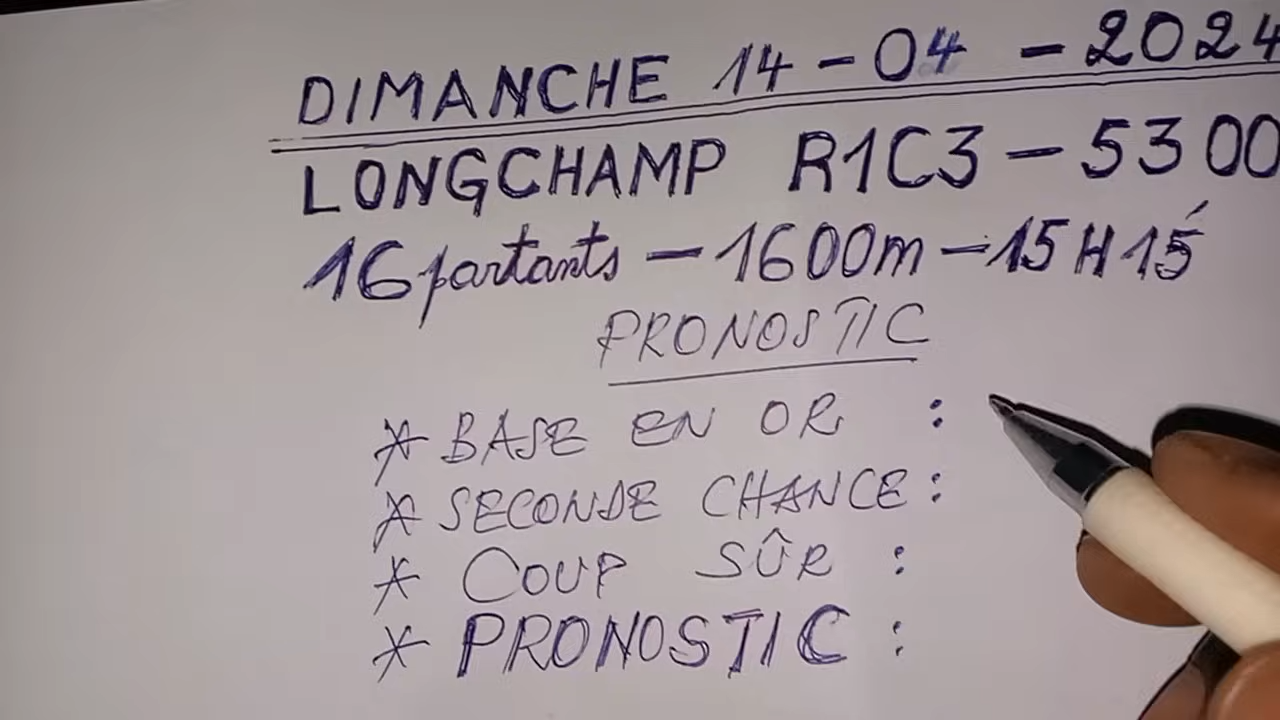 DIMANCHE 14-04-2024
LONGCHAMP R1C3-5300
16 partants-1600m-15H15'
PRONOSTIC
* BASE EN OR :
* SECONDE CHANCE:
* COUP SÛR :
* PRONOSTIC :